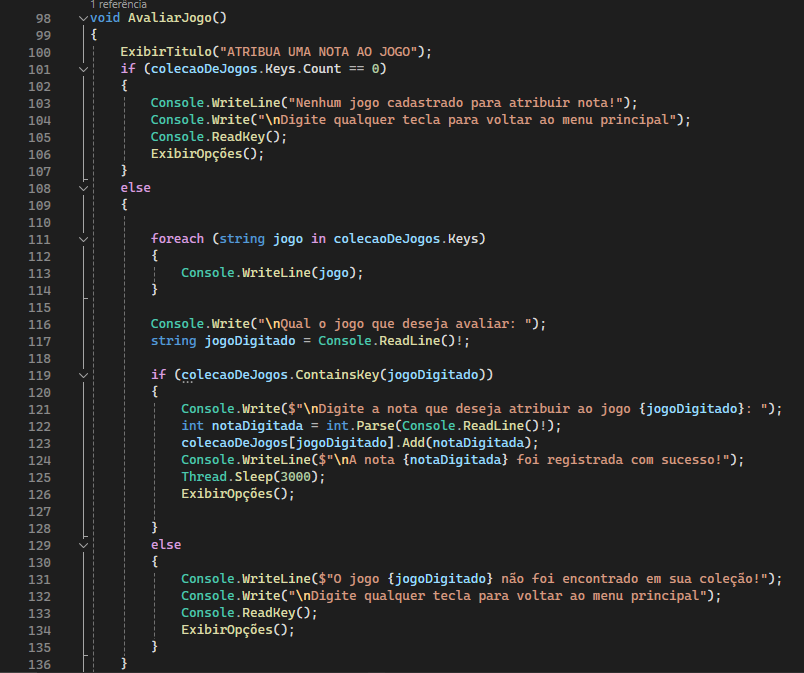 1 referência
98 void AvaliarJogo()
99 {
100 ExibirTitulo("ATRIBUA UMA NOTA AO JOGO");
101 if (colecaoDeJogos.Keys.Count == 0)
102 {
103 Console.WriteLine("Nenhum jogo cadastrado para atribuir nota!");
104 Console.Write("\nDigite qualquer tecla para voltar ao menu principal");
105 Console.ReadKey();
106 ExibirOpções();
107 }
108 else
109 {
110
111 foreach (string jogo in colecaoDeJogos.Keys)
112 {
113 Console.WriteLine(jogo);
114 }
115
116 Console.Write("\nQual o jogo que deseja avaliar: ");
117 string jogoDigitado = Console.ReadLine()!;
118
119 if (colecaoDeJogos.ContainsKey(jogoDigitado))
120 {
121 Console.Write($"\nDigite a nota que deseja atribuir ao jogo {jogoDigitado}: ");
122 int notaDigitada = int.Parse(Console.ReadLine()!);
123 colecaoDeJogos[jogoDigitado].Add(notaDigitada);
124 Console.WriteLine($"\nA nota {notaDigitada} foi registrada com sucesso!");
125 Thread.Sleep(3000);
126 ExibirOpções();
127
128 }
129 else
130 {
131 Console.WriteLine($"O jogo {jogoDigitado} não foi encontrado em sua coleção!");
132 Console.Write("\nDigite qualquer tecla para voltar ao menu principal");
133 Console.ReadKey();
134 ExibirOpções();
135 }
136 }